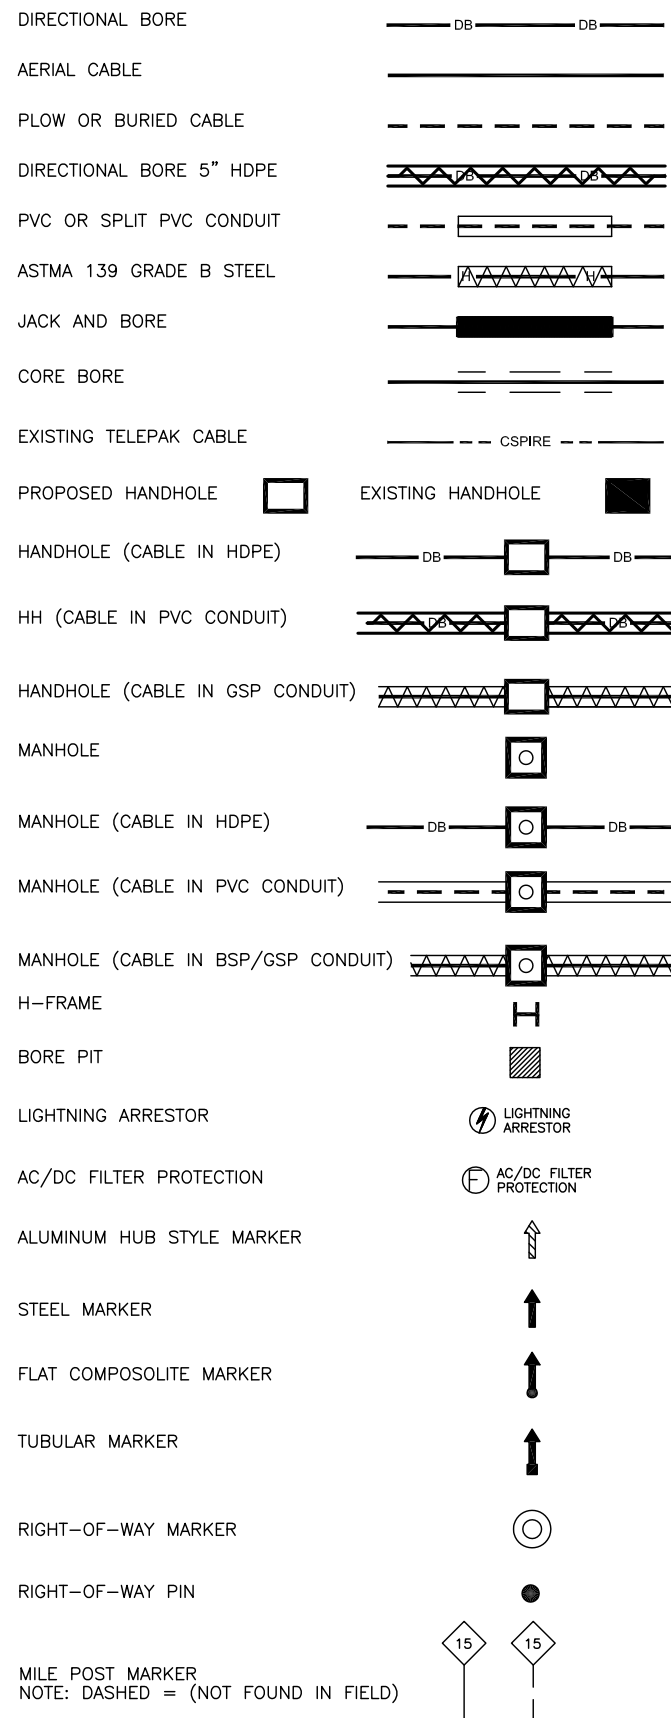 DIRECTIONAL BORE DB DB
AERIAL CABLE
PLOW OR BURIED CABLE
DIRECTIONAL BORE 5" HDPE DB DB
PVC OR SPLIT PVC CONDUIT
ASTMA 139 GRADE B STEEL H H
JACK AND BORE
CORE BORE
EXISTING TELEPAK CABLE CSPIRE
PROPOSED HANDHOLE EXISTING HANDHOLE
HANDHOLE (CABLE IN HDPE) DB DB
HH (CABLE IN PVC CONDUIT) DB DB
HANDHOLE (CABLE IN GSP CONDUIT)
MANHOLE
MANHOLE (CABLE IN HDPE) DB DB
MANHOLE (CABLE IN PVC CONDUIT)
MANHOLE (CABLE IN BSP/GSP CONDUIT)
H-FRAME
BORE PIT
LIGHTNING ARRESTOR
LIGHTNING
ARRESTOR
AC/DC FILTER PROTECTION
F
AC/DC FILTER
PROTECTION
ALUMINUM HUB STYLE MARKER
STEEL MARKER
FLAT COMPOSOLITE MARKER
TUBULAR MARKER
RIGHT-OF-WAY MARKER
RIGHT-OF-WAY PIN
15 15
MILE POST MARKER
NOTE: DASHED = (NOT FOUND IN FIELD)